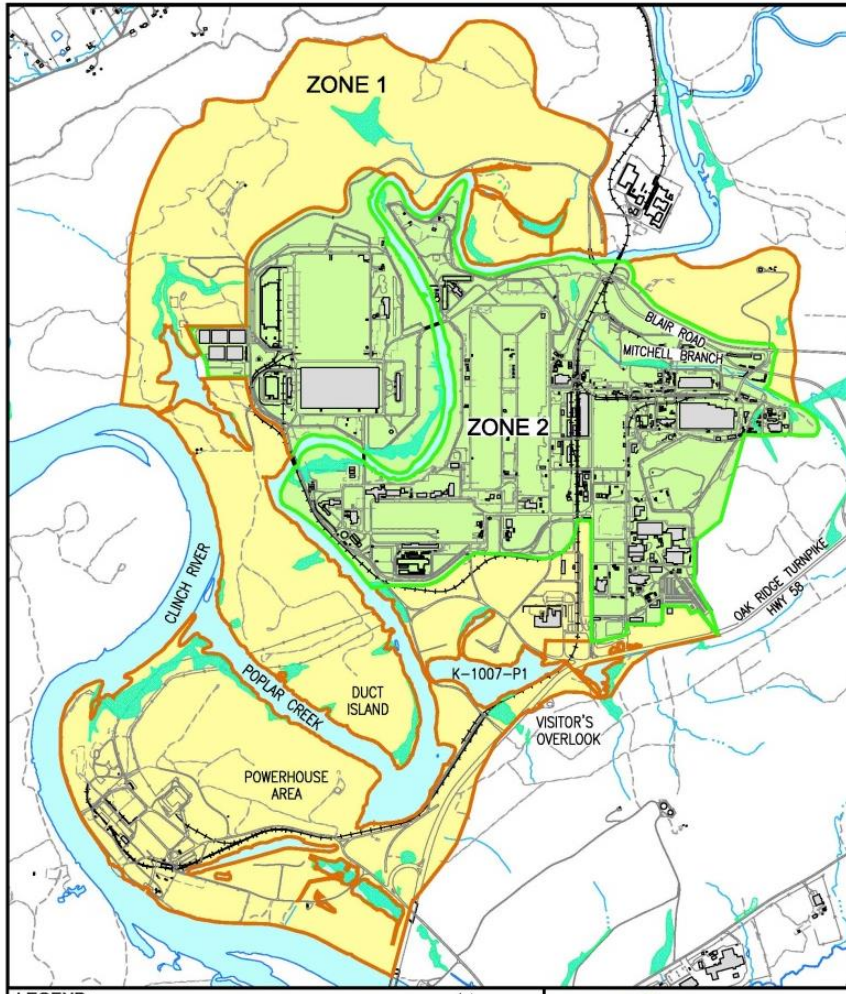 ZONE 1
BLAIR ROAD
MITCHELL BRANCH
ZONE 2
CLINCH RIVER
OAK RIDGE TURNPIKE
HWY 58
K-1007-P1
POPLAR CREEK
DUCT
ISLAND
VISITOR'S
OVERLOOK
POWERHOUSE
AREA
LEGEND